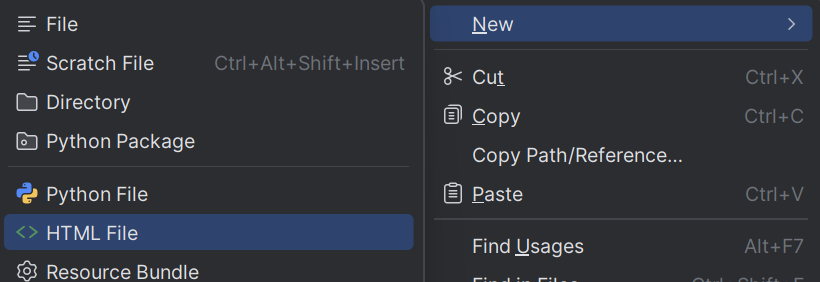 File
Scratch File Ctrl+Alt+Shift+Insert
Directory
Python Package
Python File
HTML File
Resource Bundle
New
Cut Ctrl+X
Copy Ctrl+C
Copy Path/Reference...
Paste Ctrl+V
Find Usages Alt+F7
Find in Files Ctrl+Shift+F